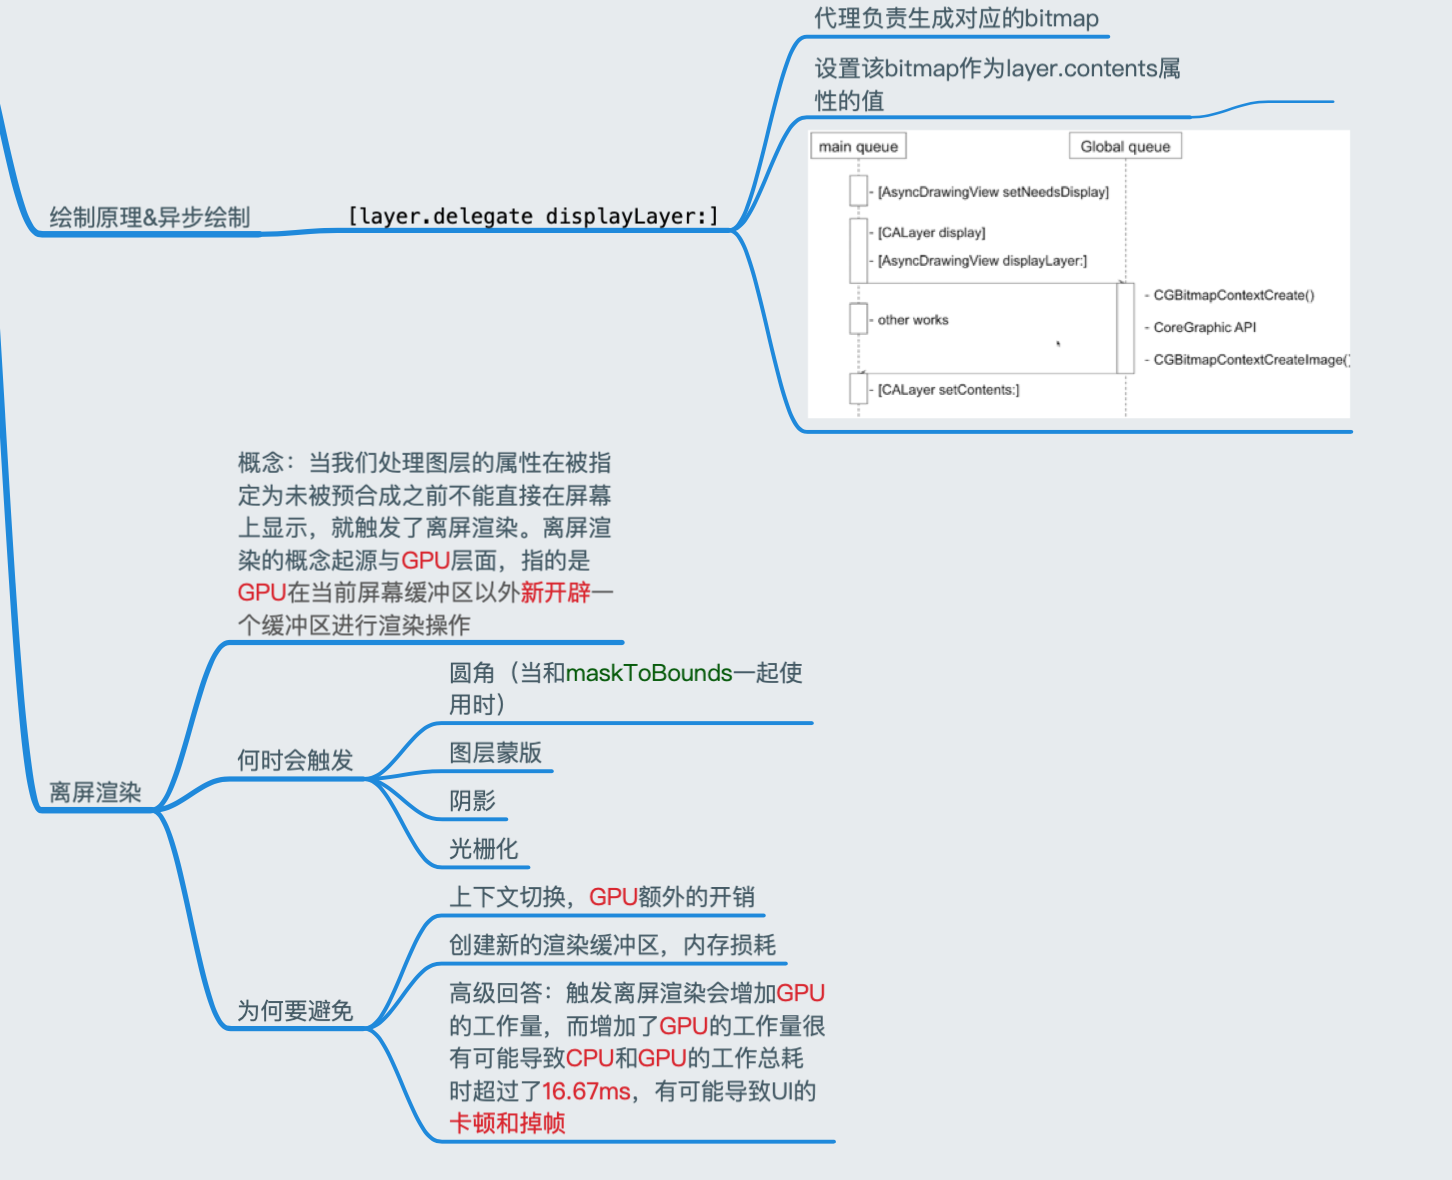 代理负责生成对应的bitmap
设置该bitmap作为layer.contents属
性的值
绘制原理&异步绘制
[layer.delegate displayLayer:]
main queue
Global queue
- [AsyncDrawingView setNeedsDisplay]
- [CALayer display]
- [AsyncDrawingView displayLayer:]
- CGBitmapContextCreate()
- other works
- CoreGraphic API
- CGBitmapContextCreateImage()
- [CALayer setContents:]
概念：当我们处理图层的属性在被指
定为未被预合成之前不能直接在屏幕
上显示，就触发了离屏渲染。离屏渲
染的概念起源与GPU层面，指的是
GPU在当前屏幕缓冲区以外新开辟一
个缓冲区进行渲染操作
离屏渲染
何时会触发
圆角（当和maskToBounds一起使
用时）
图层蒙版
阴影
光栅化
为何要避免
上下文切换，GPU额外的开销
创建新的渲染缓冲区，内存损耗
高级回答：触发离屏渲染会增加GPU
的工作量，而增加了GPU的工作量很
有可能导致CPU和GPU的工作总耗
时超过了16.67ms，有可能导致UI的
卡顿和掉帧